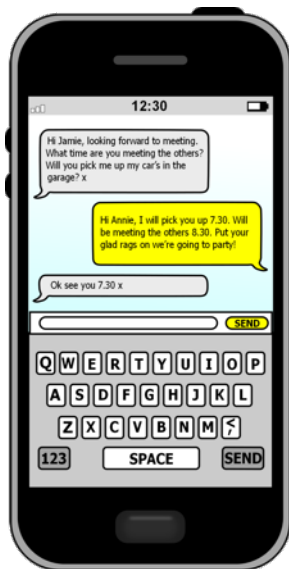 12:30
Hi Jamie, looking forward to meeting.
What time are you meeting the others?
Will you pick me up my car's in the
garage? x
Hi Annie, I will pick you up 7.30. Will
be meeting the others 8.30. Put your
glad rags on we're going to party!
Ok see you 7.30 x
SEND
Q W E R T Y U I O P
A S D F G H J K L
Z X C V B N M
123 SPACE SEND